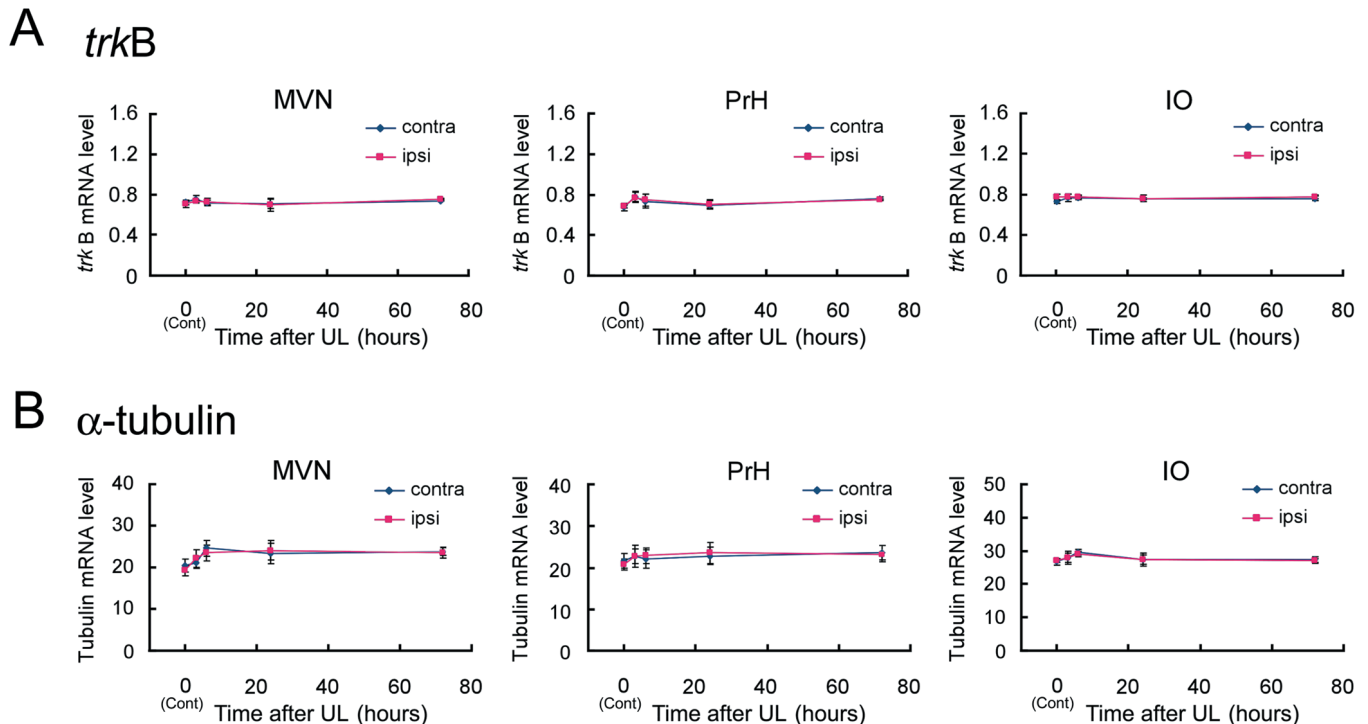 A
trkB
MVN
trk B mRNA level
1.6
1.2
0.8
0.4
0
contra
ipsi
0 20 40 60 80
(Cont)
Time after UL (hours)
PrH
trk B mRNA level
1.6
1.2
0.8
0.4
0
contra
ipsi
0 20 40 60 80
(Cont)
Time after UL (hours)
IO
trk B mRNA level
1.6
1.2
0.8
0.4
0
contra
ipsi
0 20 40 60 80
(Cont)
Time after UL (hours)
B
α-tubulin
MVN
Tubulin mRNA level
40
30
20
10
0
contra
ipsi
0 20 40 60 80
(Cont)
Time after UL (hours)
PrH
Tubulin mRNA level
40
30
20
10
0
contra
ipsi
0 20 40 60 80
(Cont)
Time after UL (hours)
IO
Tubulin mRNA level
50
40
30
20
10
0
contra
ipsi
0 20 40 60 80
(Cont)
Time after UL (hours)